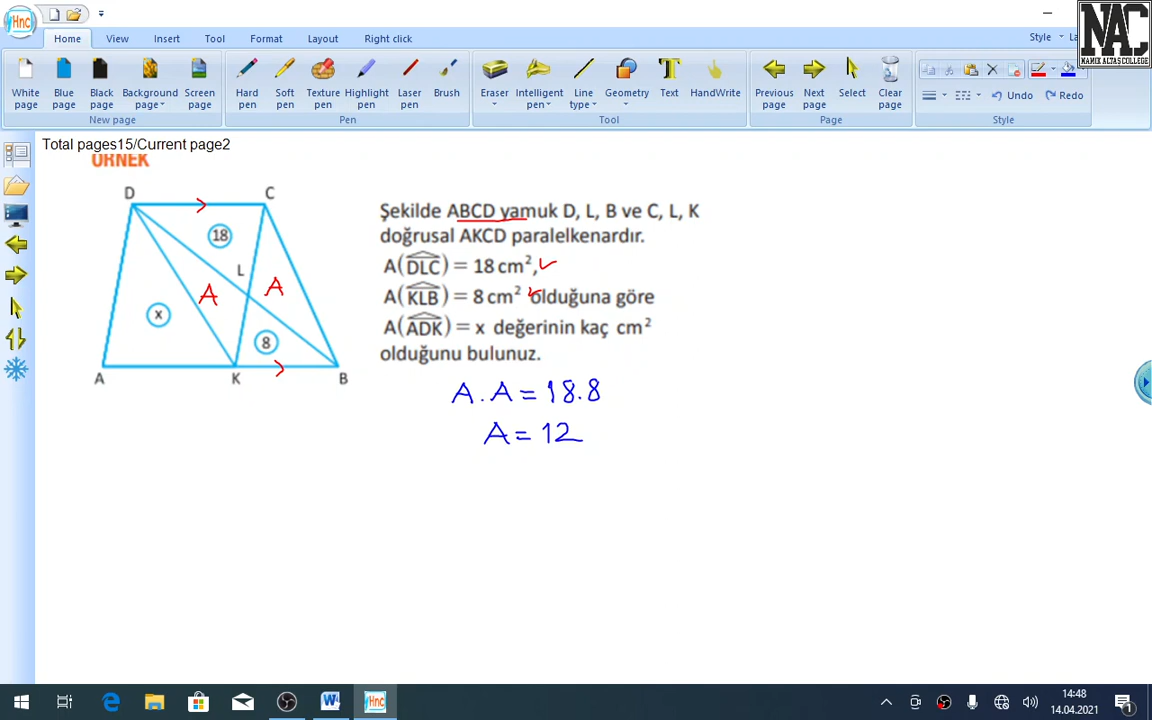 Home View Insert Tool Format Layout Right click Style
NAC
NAMIK ALTAS COLLEGE
White page Blue page Black page Background page Screen page Hard pen Soft pen Texture pen Highlight pen Laser pen Brush Eraser Intelligent pen Line type Geometry Text HandWrite Previous page Next page Select Clear page Undo Redo
New page Pen Tool Page Style
Total pages15/Current page2
ÖRNEK
D C
18
L
A A
x
8
A K B
Şekilde ABCD yamuk D, L, B ve C, L, K
doğrusal AKCD paralelkenardır.
A(DLC) = 18 cm²,
A(KLB) = 8 cm² olduğuna göre
A(ADK) = x değerinin kaç cm²
olduğunu bulunuz.
A . A = 18.8
A = 12
14:48
14.04.2021